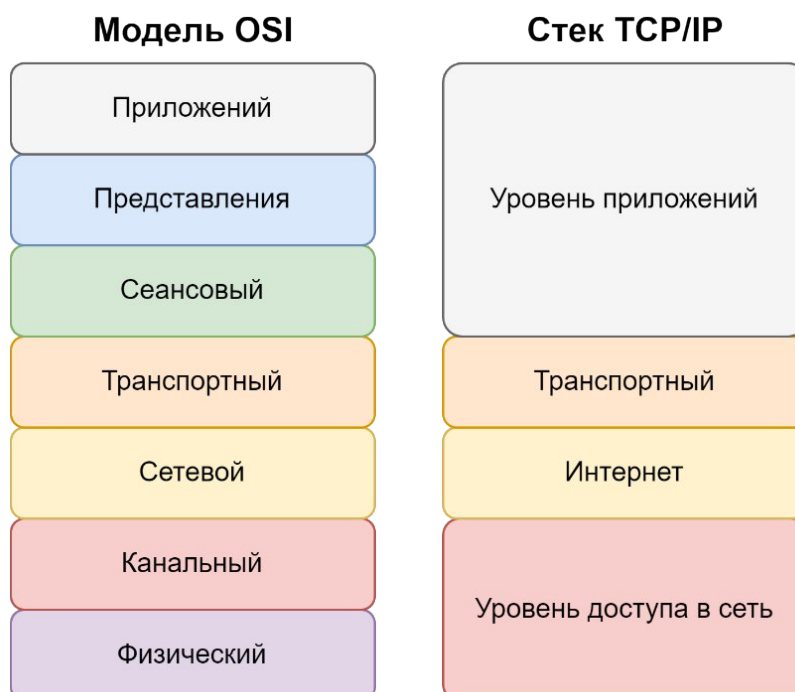 Модель OSI
Стек TCP/IP
Приложений
Представления
Сеансовый
Транспортный
Сетевой
Канальный
Физический
Уровень приложений
Транспортный
Интернет
Уровень доступа в сеть